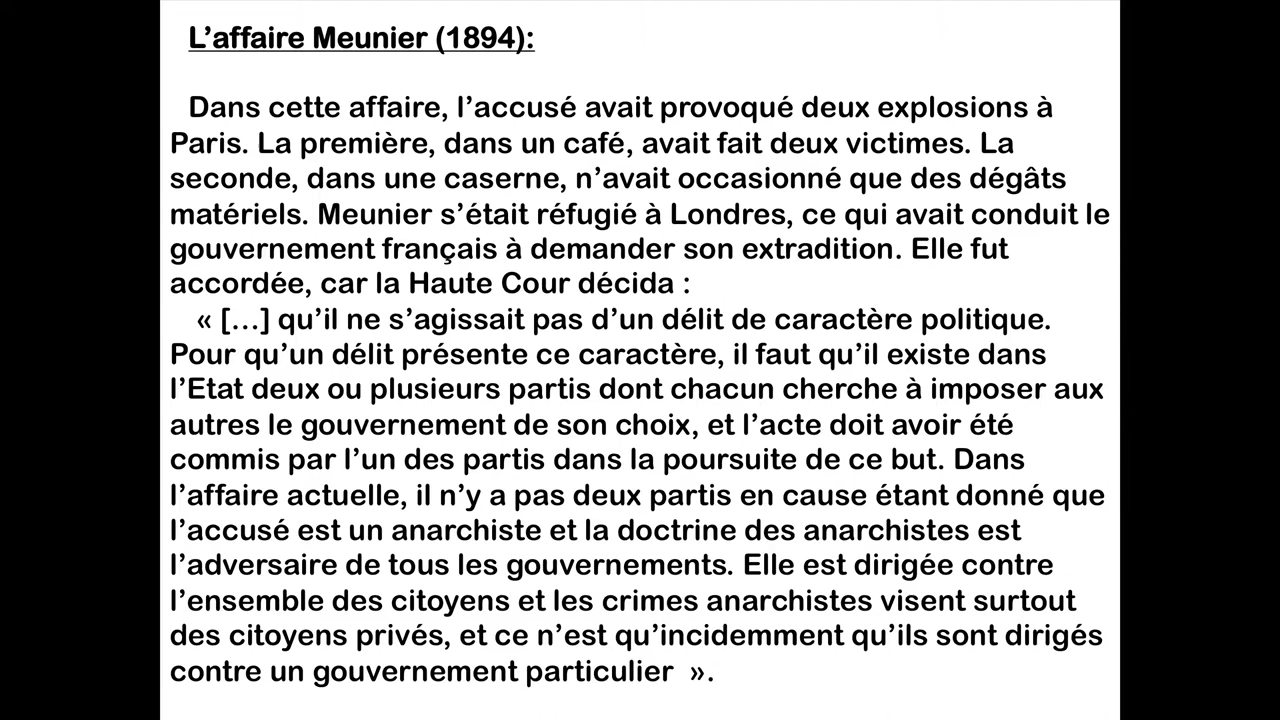 L’affaire Meunier (1894):
Dans cette affaire, l’accusé avait provoqué deux explosions à
Paris. La première, dans un café, avait fait deux victimes. La
seconde, dans une caserne, n’avait occasionné que des dégâts
matériels. Meunier s’était réfugié à Londres, ce qui avait conduit le
gouvernement français à demander son extradition. Elle fut
accordée, car la Haute Cour décida :
« […] qu’il ne s’agissait pas d’un délit de caractère politique.
Pour qu’un délit présente ce caractère, il faut qu’il existe dans
l’Etat deux ou plusieurs partis dont chacun cherche à imposer aux
autres le gouvernement de son choix, et l’acte doit avoir été
commis par l’un des partis dans la poursuite de ce but. Dans
l’affaire actuelle, il n’y a pas deux partis en cause étant donné que
l’accusé est un anarchiste et la doctrine des anarchistes est
l’adversaire de tous les gouvernements. Elle est dirigée contre
l’ensemble des citoyens et les crimes anarchistes visent surtout
des citoyens privés, et ce n’est qu’incidemment qu’ils sont dirigés
contre un gouvernement particulier ».